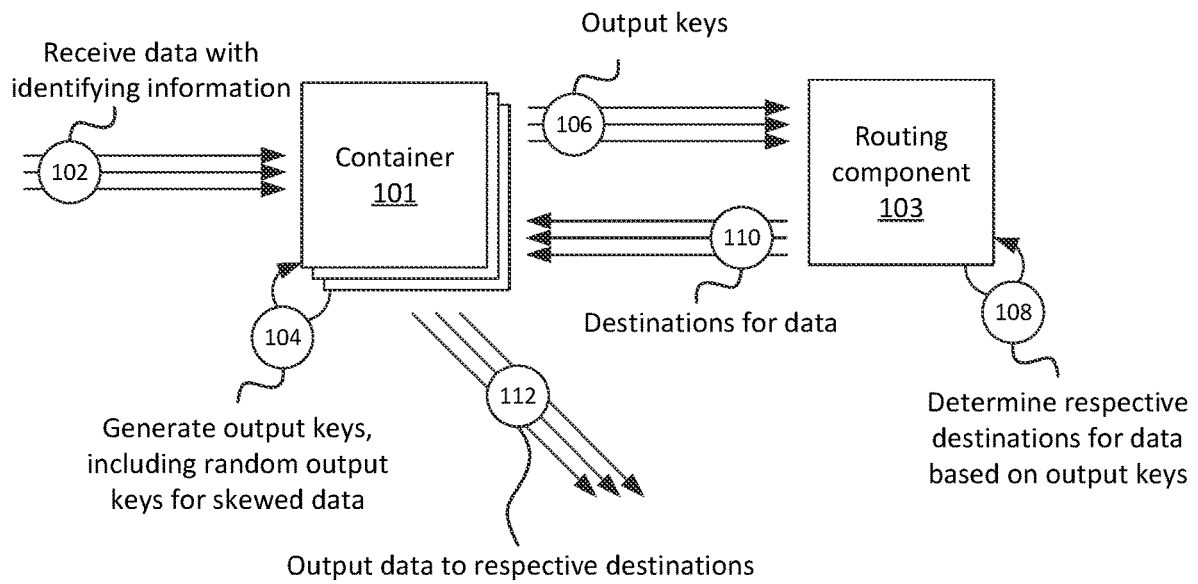 Receive data with
identifying information
102
Container
101
Output keys
106
Routing
component
103
110
Destinations for data
104
Generate output keys,
including random output
keys for skewed data
108
Determine respective
destinations for data
based on output keys
112
Output data to respective destinations